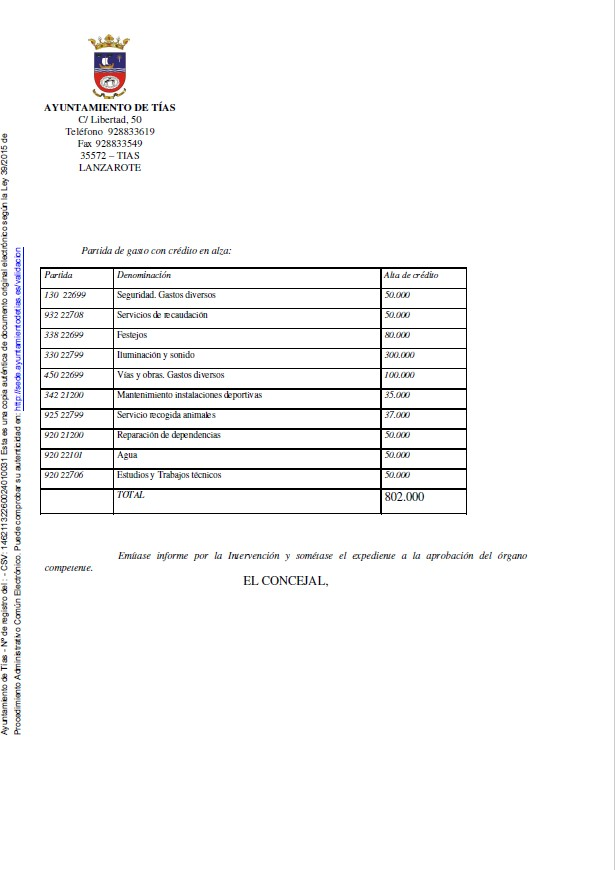 AYUNTAMIENTO DE TÍAS
C/ Libertad, 50
Teléfono 928833619
Fax 928833549
35572 – TIAS
LANZAROTE
Partida de gasto con crédito en alza:
Partida Denominación Alta de crédito
130 22699 Seguridad. Gastos diversos 50.000
932 22708 Servicios de recaudación 50.000
338 22699 Festejos 80.000
330 22799 Iluminación y sonido 300.000
450 22699 Vías y obras. Gastos diversos 100.000
342 21200 Mantenimiento instalaciones deportivas 35.000
925 22799 Servicio recogida animales 37.000
920 21200 Reparación de dependencias 50.000
920 22101 Agua 50.000
920 22706 Estudios y Trabajos técnicos 50.000
TOTAL 802.000
Emítase informe por la Intervención y sométase el expediente a la aprobación del órgano
competente.
EL CONCEJAL,
Ayuntamiento de Tías - Nº de registro del : - CSV: 14621132260024010031 Esta es una copia auténtica de documento original electrónico según la Ley 39/2015 de
Procedimiento Administrativo Común Electrónico. Puede comprobar su autenticidad en: http://sede.ayuntamientodetias.es/validacion